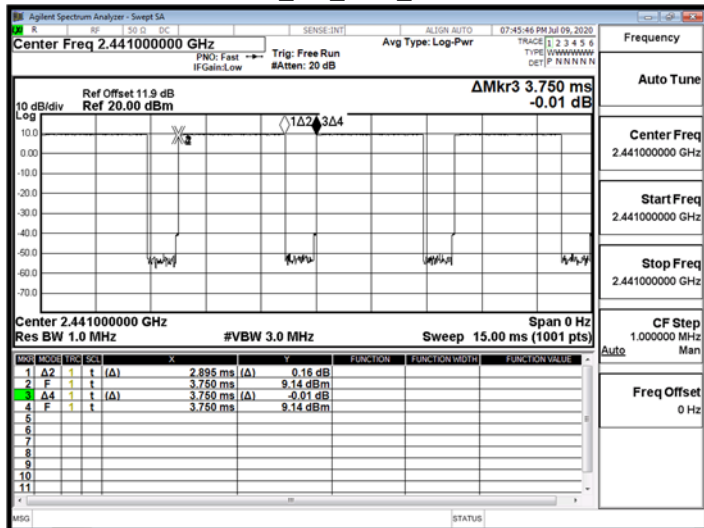 Agilent Spectrum Analyzer - Swept SA
R RF 50 Ω DC SENSE:INT ALIGN AUTO 07:45:46 PM Jul 09, 2020
Center Freq 2.441000000 GHz
PNO: Fast
IFGain:Low
Trig: Free Run
#Atten: 20 dB
Avg Type: Log-Pwr
TRACE 1 2 3 4 5 6
TYPE WWWWWWW
DET P N N N N N
Ref Offset 11.9 dB
10 dB/div Ref 20.00 dBm
Log
ΔMkr3 3.750 ms
-0.01 dB
1Δ2 3Δ4
10.0
0.00
-10.0
-20.0
-30.0
-40.0
-50.0
-60.0
-70.0
Center 2.441000000 GHz Span 0 Hz
Res BW 1.0 MHz #VBW 3.0 MHz Sweep 15.00 ms (1001 pts)
MKR MODE TRC SCL X Y FUNCTION FUNCTION WIDTH FUNCTION VALUE
1 Δ2 1 t (Δ) 2.895 ms (Δ) 0.16 dB
2 F 1 t 3.750 ms 9.14 dBm
3 Δ4 1 t (Δ) 3.750 ms (Δ) -0.01 dB
4 F 1 t 3.750 ms 9.14 dBm
5
6
7
8
9
10
11
MSG STATUS
Frequency
Auto Tune
Center Freq
2.441000000 GHz
Start Freq
2.441000000 GHz
Stop Freq
2.441000000 GHz
CF Step
1.000000 MHz
Auto Man
Freq Offset
0 Hz